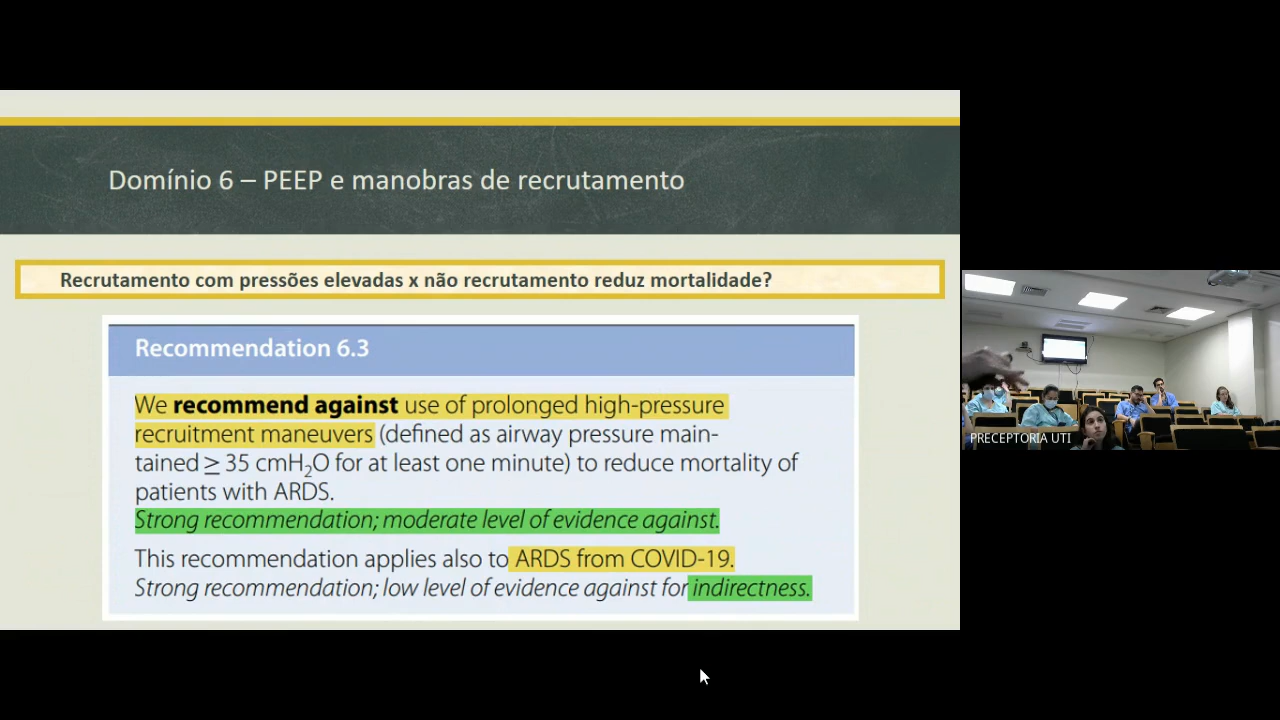 Domínio 6 – PEEP e manobras de recrutamento
Recrutamento com pressões elevadas x não recrutamento reduz mortalidade?
Recommendation 6.3
We recommend against use of prolonged high-pressure
recruitment maneuvers (defined as airway pressure main-
tained ≥ 35 cmH₂O for at least one minute) to reduce mortality of
patients with ARDS.
Strong recommendation; moderate level of evidence against.
This recommendation applies also to ARDS from COVID-19.
Strong recommendation; low level of evidence against for indirectness.
PRECEPTORIA UTI